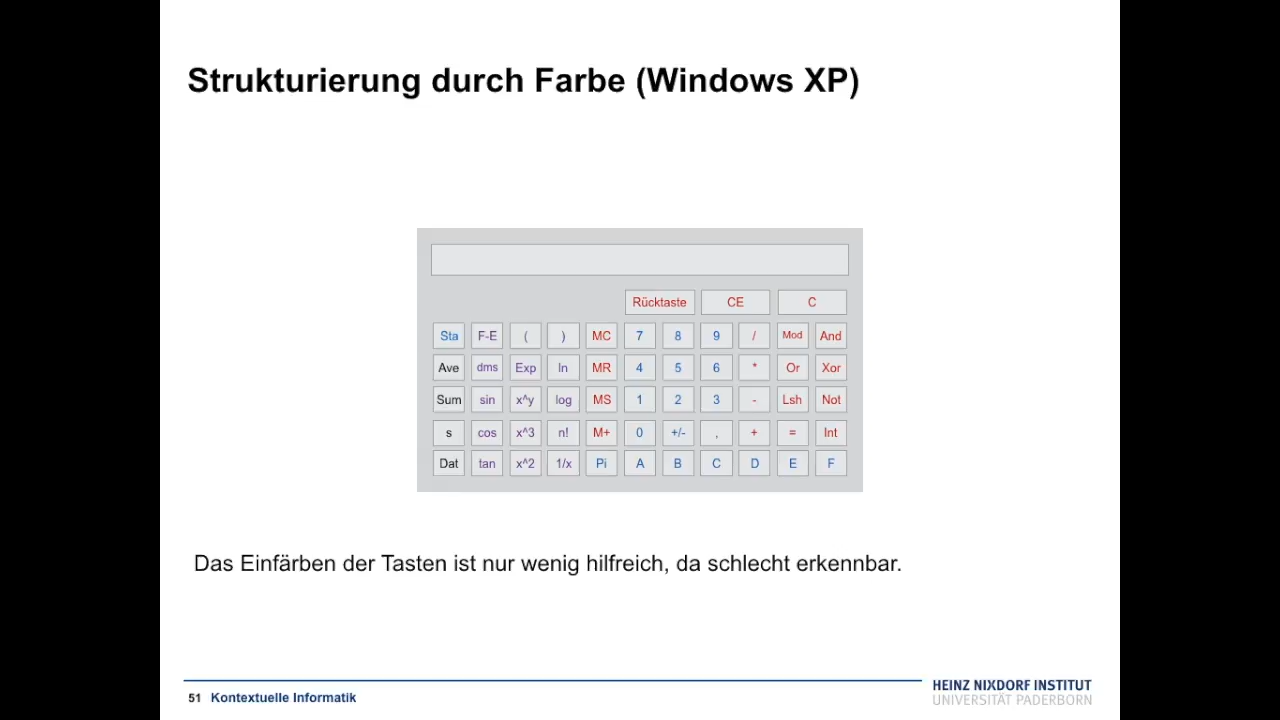 Strukturierung durch Farbe (Windows XP)
Rücktaste CE C
Sta F-E ( ) MC 7 8 9 / Mod And
Ave dms Exp ln MR 4 5 6 * Or Xor
Sum sin x^y log MS 1 2 3 - Lsh Not
s cos x^3 n! M+ 0 +/- , + = Int
Dat tan x^2 1/x Pi A B C D E F
Das Einfärben der Tasten ist nur wenig hilfreich, da schlecht erkennbar.
51 Kontextuelle Informatik
HEINZ NIXDORF INSTITUT
UNIVERSITÄT PADERBORN